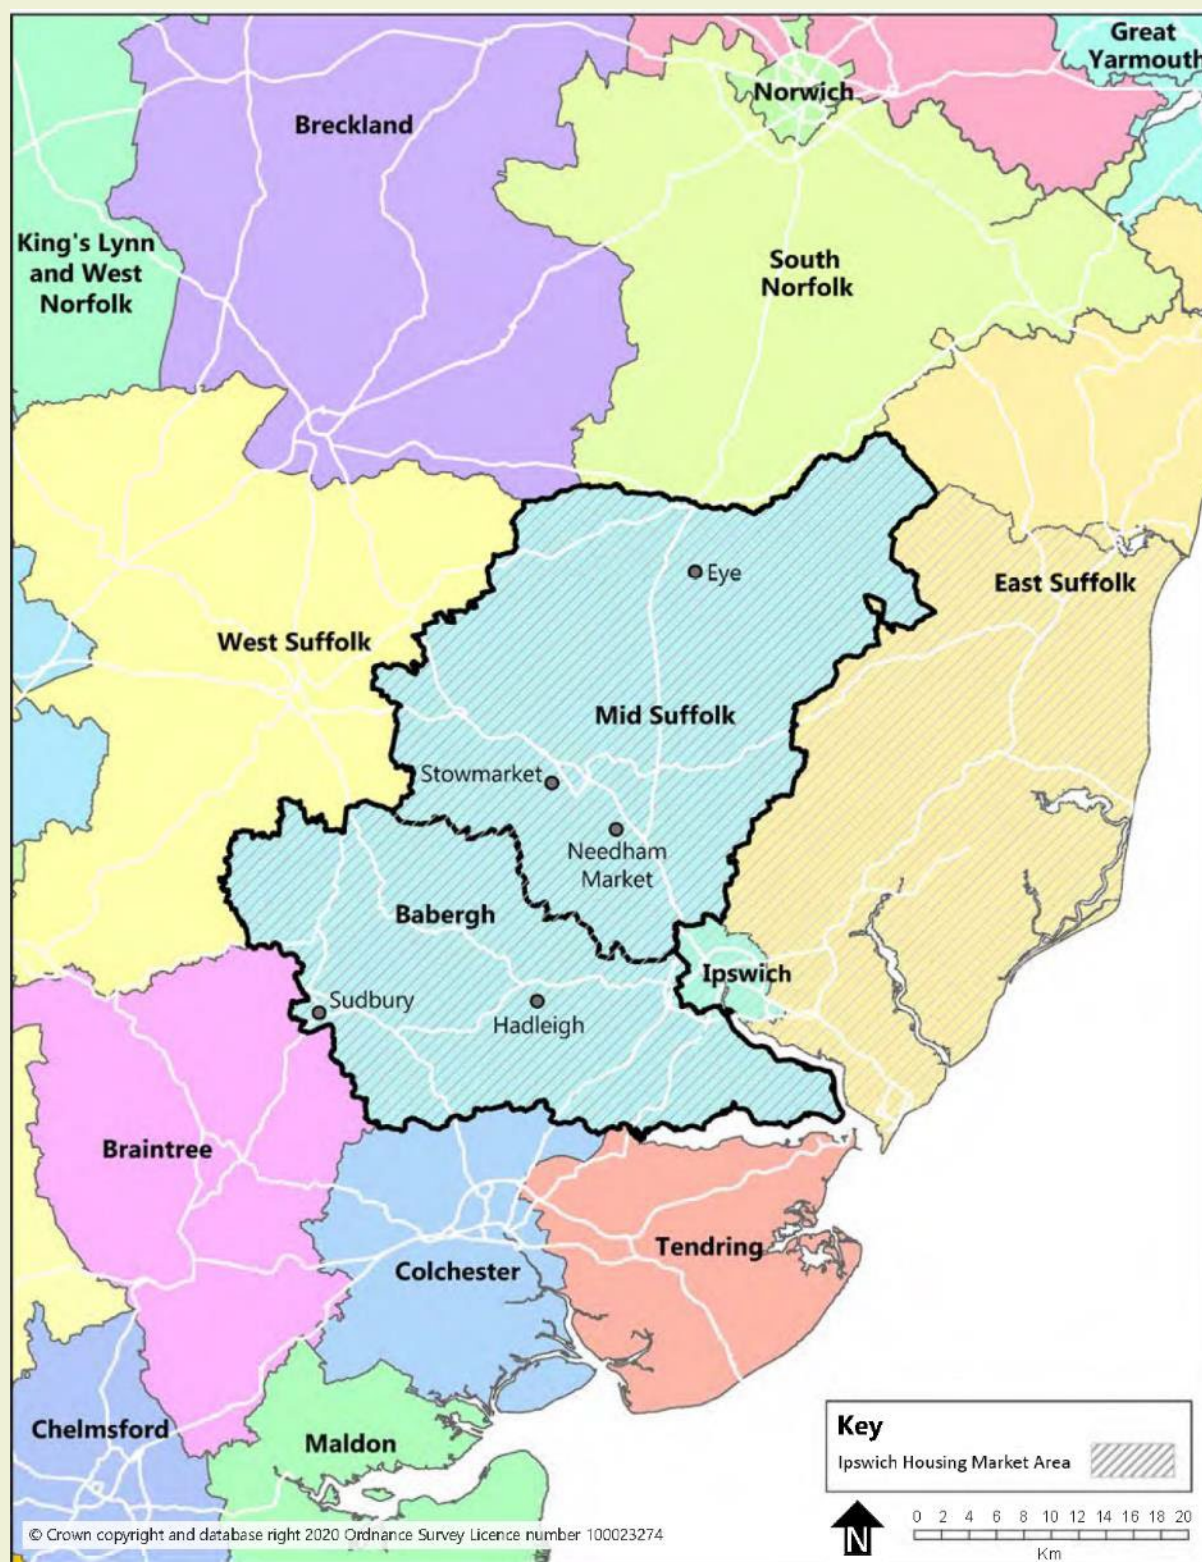 Great
Yarmouth
Norwich
Breckland
King's Lynn
and West
Norfolk
South
Norfolk
Eye
East Suffolk
West Suffolk
Mid Suffolk
Stowmarket
Needham
Market
Babergh
Ipswich
Sudbury
Hadleigh
Braintree
Tendring
Colchester
Chelmsford
Maldon
Key
Ipswich Housing Market Area
N
0 2 4 6 8 10 12 14 16 18 20
Km
© Crown copyright and database right 2020 Ordnance Survey Licence number 100023274